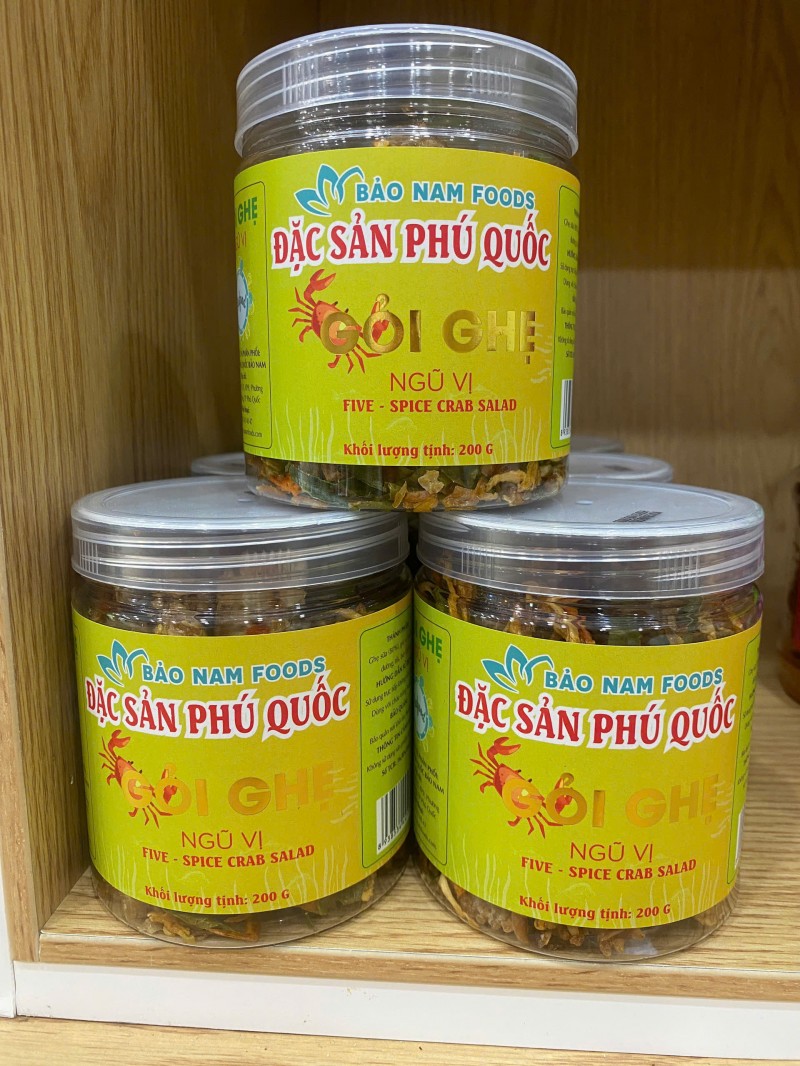 BẢO NAM FOODS
ĐẶC SẢN PHÚ QUỐC
GỎI GHẸ
NGŨ VỊ
FIVE - SPICE CRAB SALAD
Khối lượng tịnh: 200 G
GHẸ
BẢO NAM FOODS
ĐẶC SẢN PHÚ QUỐC
GỎI GHẸ
NGŨ VỊ
FIVE - SPICE CRAB SALAD
Khối lượng tịnh: 200 G
BẢO NAM FOODS
ĐẶC SẢN PHÚ QUỐC
GỎI GHẸ
NGŨ VỊ
FIVE - SPICE CRAB SALAD
Khối lượng tịnh: 200 G